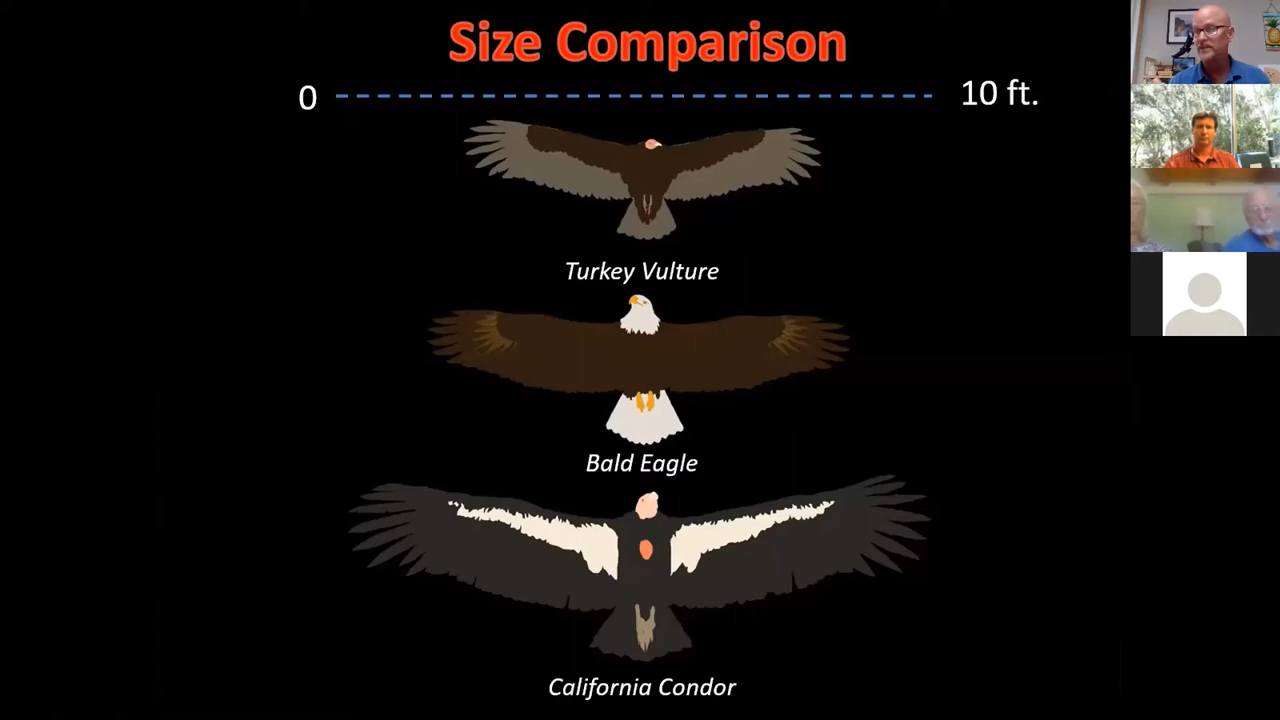 Size Comparison
0 10 ft.
Turkey Vulture
Bald Eagle
California Condor